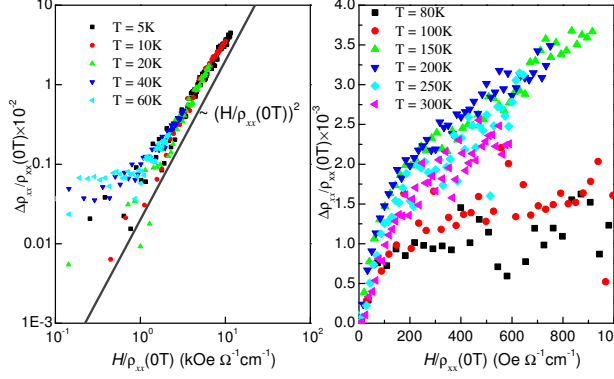 T = 5K
T = 10K
T = 20K
T = 40K
T = 60K
~ (H/ρxx(0T))²
Δρxx/ρxx(0T)×10⁻²
10
1
0.1
0.01
1E-3
10⁻¹ 10⁰ 10¹ 10²
H/ρxx(0T) (kOe Ω⁻¹cm⁻¹)
T = 80K
T = 100K
T = 150K
T = 200K
T = 250K
T = 300K
Δρxx/ρxx(0T)×10⁻³
4.0
3.5
3.0
2.5
2.0
1.5
1.0
0.5
0.0
0 200 400 600 800 100
H/ρxx(0T) (Oe Ω⁻¹cm⁻¹)